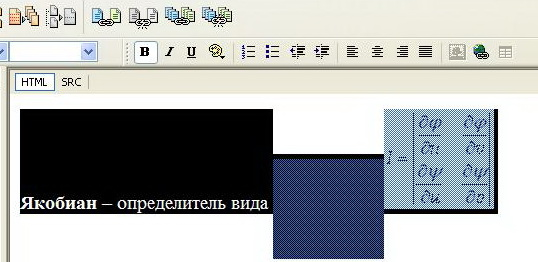 B I U
HTML SRC
Якобиан – определитель вида
I = | ∂φ/∂u ∂φ/∂v ; ∂ψ/∂u ∂ψ/∂v |